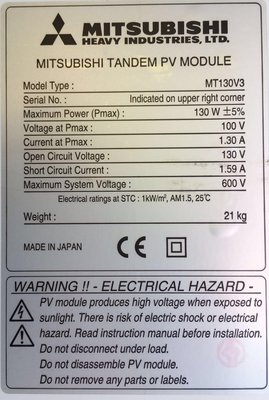 MITSUBISHI
HEAVY INDUSTRIES, LTD.
MITSUBISHI TANDEM PV MODULE
Model Type : MT130V3
Serial No. : Indicated on upper right corner
Maximum Power (Pmax) : 130 W ±5%
Voltage at Pmax : 100 V
Current at Pmax : 1.30 A
Open Circuit Voltage : 130 V
Short Circuit Current : 1.59 A
Maximum System Voltage : 600 V
Electrical ratings at STC : 1kW/m², AM1.5, 25℃
Weight : 21 kg
MADE IN JAPAN CE
WARNING !! - ELECTRICAL HAZARD -
PV module produces high voltage when exposed to
sunlight. There is risk of electric shock or electrical
hazard. Read instruction manual before installation.
Do not disconnect under load.
Do not disassemble PV module.
Do not remove any parts or labels.